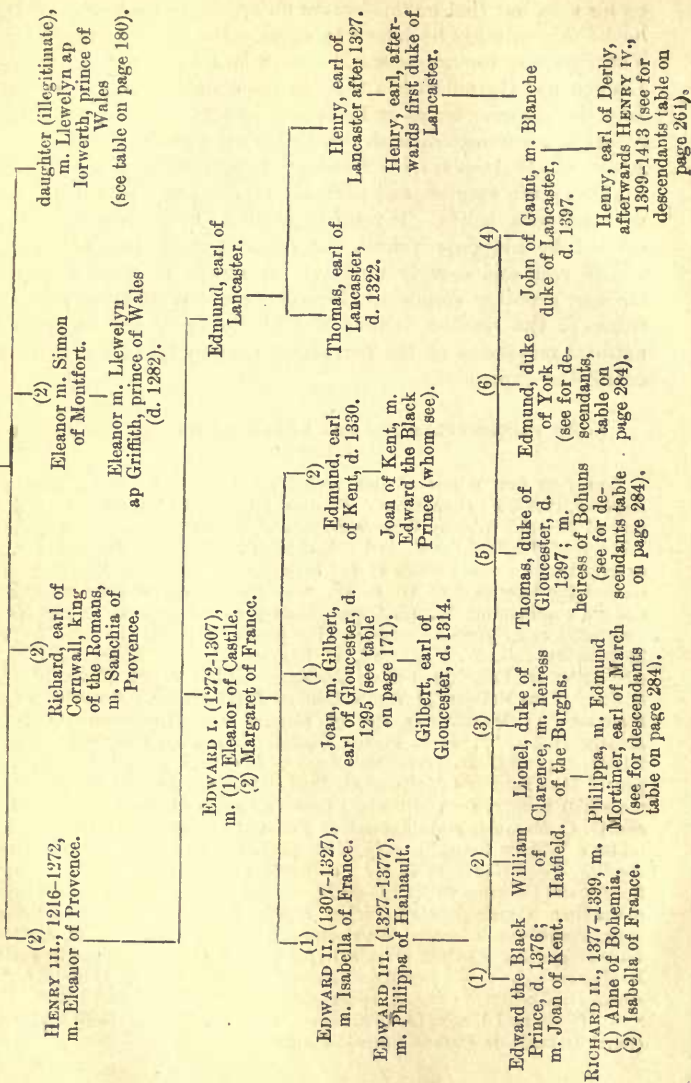 (2)
HENRY III., 1216–1272,
m. Eleanor of Provence.
(2)
Richard, earl of
Cornwall, king
of the Romans,
m. Sanchia of
Provence.
(2)
Eleanor m. Simon
of Montfort.
Eleanor m. Llewelyn
ap Griffith, prince of Wales
(d. 1282).
daughter (illegitimate),
m. Llewelyn ap
Iorwerth, prince of
Wales
(see table on page 180).
EDWARD I. (1272–1307),
m. (1) Eleanor of Castile.
(2) Margaret of France.
Edmund, earl of
Lancaster.
(1)
EDWARD II. (1307–1327),
m. Isabella of France.
EDWARD III. (1327–1377),
m. Philippa of Hainault.
(1)
Joan, m. Gilbert,
earl of Gloucester, d.
1295 (see table
on page 171).
Gilbert, earl of
Gloucester, d. 1314.
(2)
Edmund, earl
of Kent, d. 1330.
Joan of Kent, m.
Edward the Black
Prince (whom see).
Thomas, earl of
Lancaster,
d. 1322.
Henry, earl of
Lancaster after 1327.
Henry, earl, after-
wards first duke of
Lancaster.
(1)
Edward the Black
Prince, d. 1376;
m. Joan of Kent.
RICHARD II., 1377–1399, m.
(1) Anne of Bohemia.
(2) Isabella of France.
(2)
William
of
Hatfield.
(3)
Lionel, duke of
Clarence, m. heiress
of the Burghs.
Philippa, m. Edmund
Mortimer, earl of March
(see for descendants
table on page 284).
(5)
Thomas, duke of
Gloucester, d.
1397; m.
heiress of Bohuns
(see for de-
scendants table
on page 284).
(6)
Edmund, duke
of York
(see for de-
scendants,
table on
page 284).
(4)
John of Gaunt, m. Blanche
duke of Lancaster,
d. 1397.
Henry, earl of Derby,
afterwards HENRY IV.,
1399–1413 (see for
descendants table on
page 261).